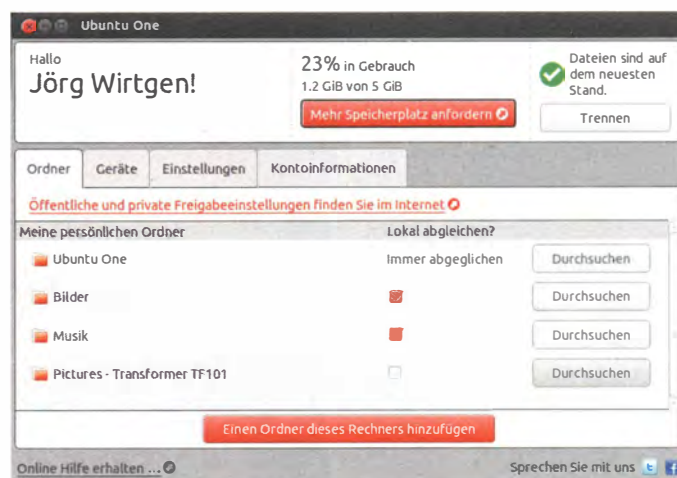 Ubuntu One
Hallo
Jörg Wirtgen!
23% in Gebrauch
1.2 GiB von 5 GiB
Mehr Speicherplatz anfordern
Dateien sind auf
dem neuesten
Stand.
Trennen
Ordner Geräte Einstellungen Kontoinformationen
Öffentliche und private Freigabeeinstellungen finden Sie im Internet
Meine persönlichen Ordner Lokal abgleichen?
Ubuntu One Immer abgeglichen Durchsuchen
Bilder Durchsuchen
Musik Durchsuchen
Pictures - Transformer TF101 Durchsuchen
Einen Ordner dieses Rechners hinzufügen
Online Hilfe erhalten ... Sprechen Sie mit uns